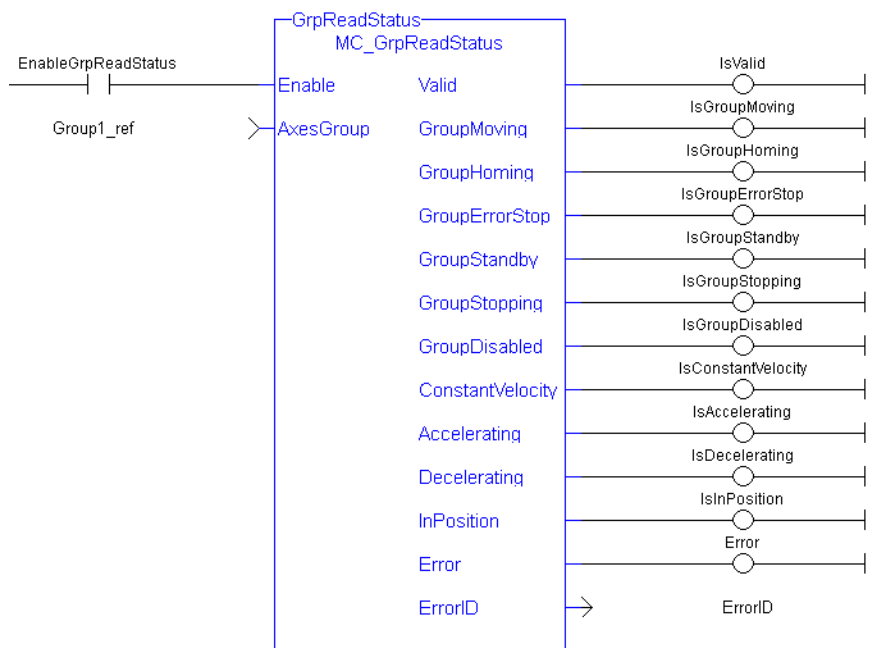 GrpReadStatus
MC_GrpReadStatus
EnableGrpReadStatus Enable Valid IsValid
Group1_ref AxesGroup GroupMoving IsGroupMoving
GroupHoming IsGroupHoming
GroupErrorStop IsGroupErrorStop
GroupStandby IsGroupStandby
GroupStopping IsGroupStopping
GroupDisabled IsGroupDisabled
ConstantVelocity IsConstantVelocity
Accelerating IsAccelerating
Decelerating IsDecelerating
InPosition IsInPosition
Error Error
ErrorID ErrorID